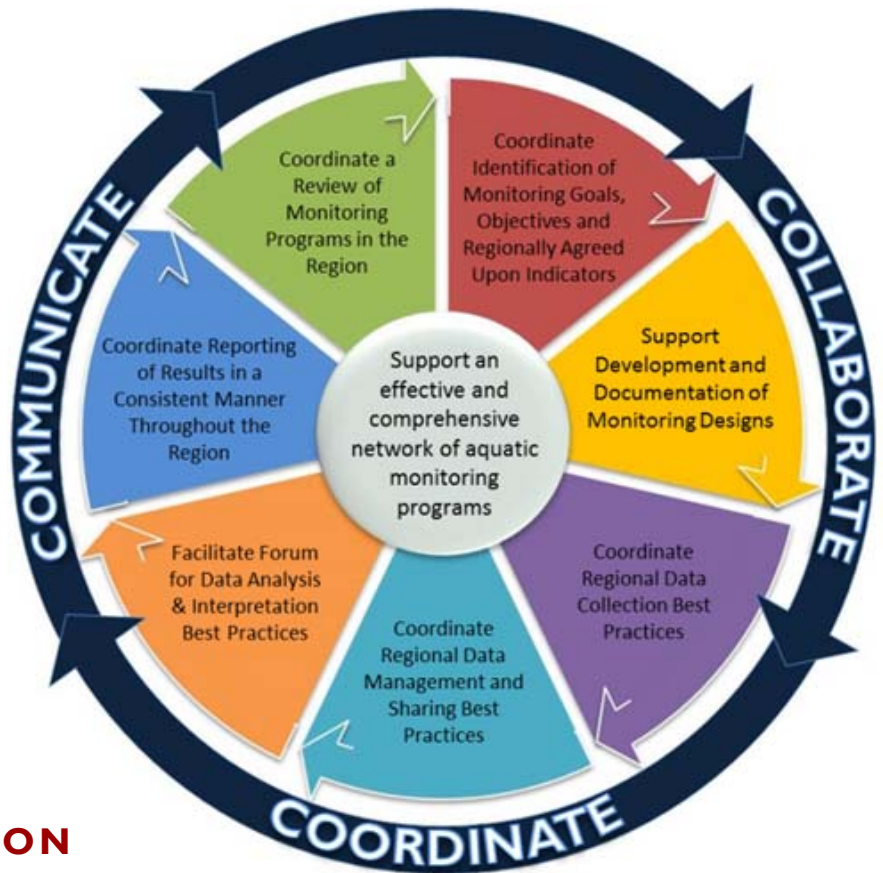 COMMUNICATE
COLLABORATE
COORDINATE
Coordinate a
Review of
Monitoring
Programs in the
Region
Coordinate
Identification of
Monitoring Goals,
Objectives and
Regionally Agreed
Upon Indicators
Support
Development and
Documentation of
Monitoring Designs
Coordinate
Regional Data
Collection Best
Practices
Coordinate
Regional Data
Management and
Sharing Best
Practices
Facilitate Forum
for Data Analysis
& Interpretation
Best Practices
Coordinate Reporting
of Results in a
Consistent Manner
Throughout the
Region
Support an
effective and
comprehensive
network of aquatic
monitoring
programs
ON